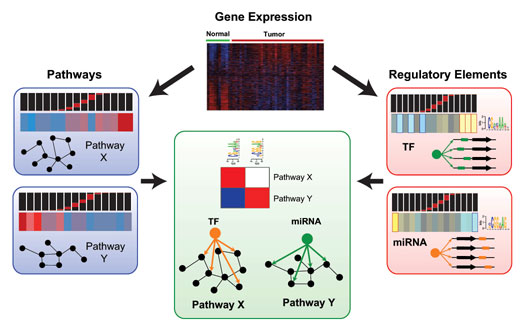 Gene Expression
Normal
Tumor
Pathways
Regulatory Elements
Pathway
X
TF
Pathway X
Pathway Y
Pathway
Y
TF
miRNA
miRNA
Pathway X
Pathway Y